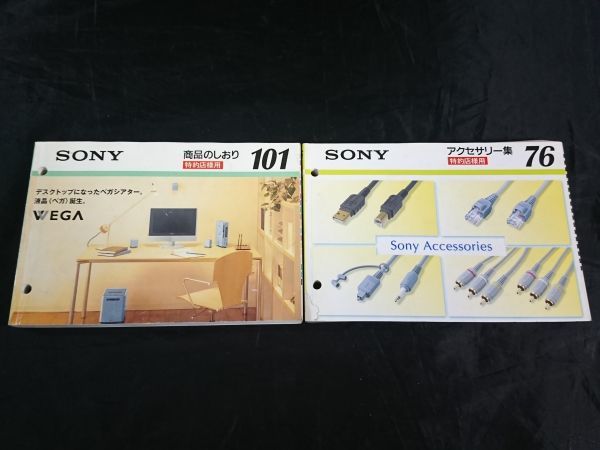 SONY
商品のしおり
特約店様用
101
デスクトップになったベガシアター。
液晶〈ベガ〉誕生。
WEGA
SONY
アクセサリー集
特約店様用
76
Sony Accessories